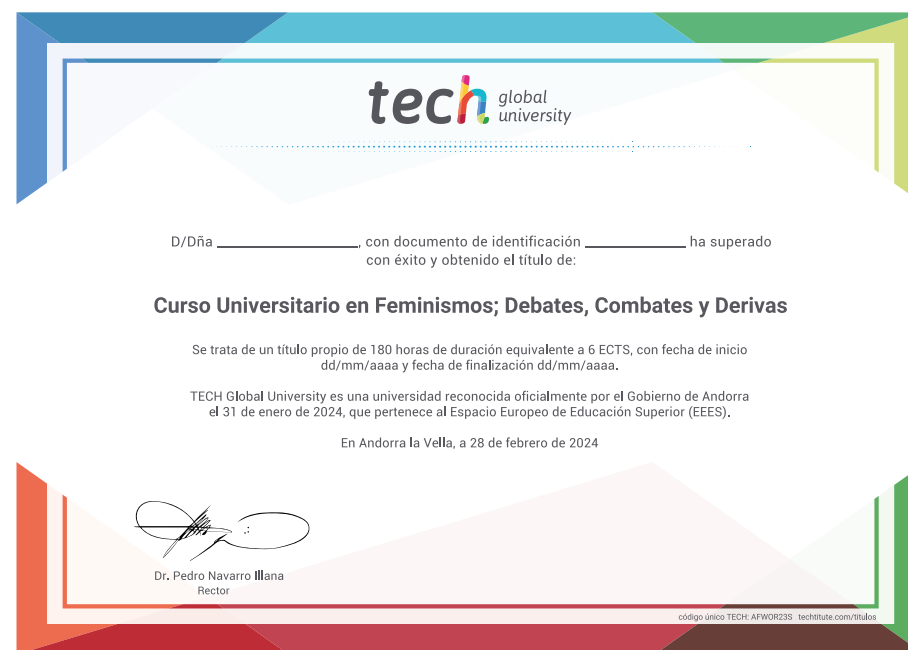 tech global university
D/Dña ____________, con documento de identificación ____________ ha superado
con éxito y obtenido el título de:
Curso Universitario en Feminismos; Debates, Combates y Derivas
Se trata de un título propio de 180 horas de duración equivalente a 6 ECTS, con fecha de inicio
dd/mm/aaaa y fecha de finalización dd/mm/aaaa.
TECH Global University es una universidad reconocida oficialmente por el Gobierno de Andorra
el 31 de enero de 2024, que pertenece al Espacio Europeo de Educación Superior (EEES).
En Andorra la Vella, a 28 de febrero de 2024
Dr. Pedro Navarro Illana
Rector
código único TECH: AFWOR23S techtitute.com/titulos